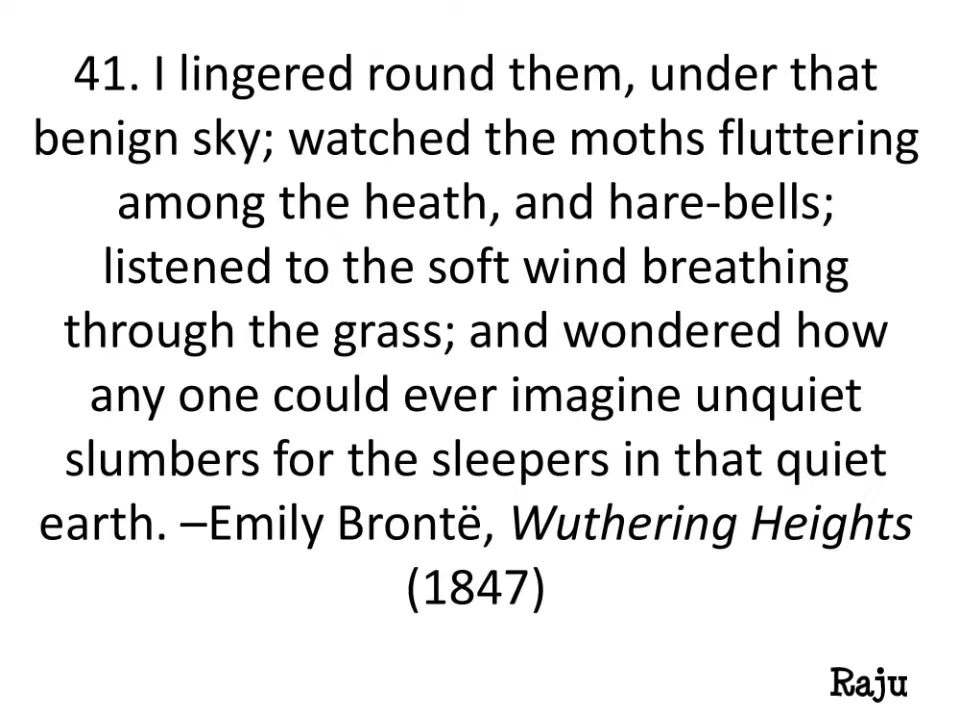 41. I lingered round them, under that
benign sky; watched the moths fluttering
among the heath, and hare-bells;
listened to the soft wind breathing
through the grass; and wondered how
any one could ever imagine unquiet
slumbers for the sleepers in that quiet
earth. –Emily Brontë, Wuthering Heights
(1847)
Raju